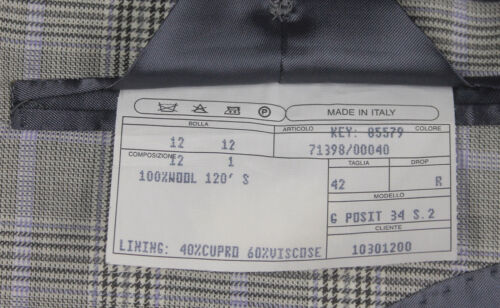 P
MADE IN ITALY
BOLLA
ARTICOLO KEY: 05579 COLORE
12 12
71398/00040
COMPOSIZIONE
12 1
TAGLIA DROP
100%WOOL 120' S
42 R
MODELLO
G POSIT 34 S.2
CLIENTE
LINING: 40%CUPRO 60%VISCOSE
10301200